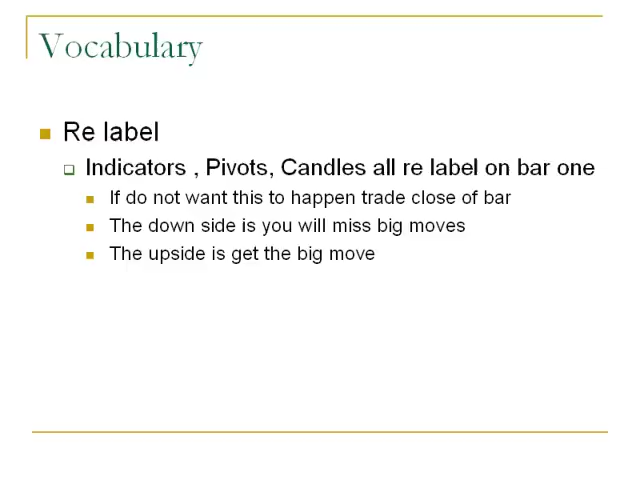 Vocabulary
Re label
Indicators , Pivots, Candles all re label on bar one
If do not want this to happen trade close of bar
The down side is you will miss big moves
The upside is get the big move